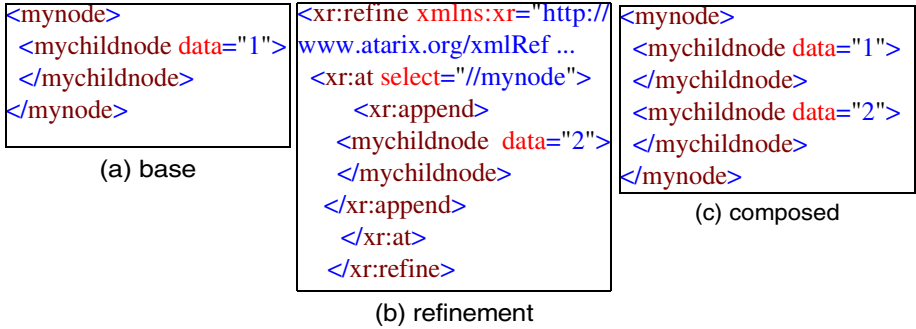 <mynode>
<mychildnode data="1">
</mychildnode>
</mynode>
(a) base
<xr:refine xmlns:xr="http://
www.atarix.org/xmlRef ...
<xr:at select="//mynode">
<xr:append>
<mychildnode data="2">
</mychildnode>
</xr:append>
</xr:at>
</xr:refine>
(b) refinement
<mynode>
<mychildnode data="1">
</mychildnode>
<mychildnode data="2">
</mychildnode>
</mynode>
(c) composed